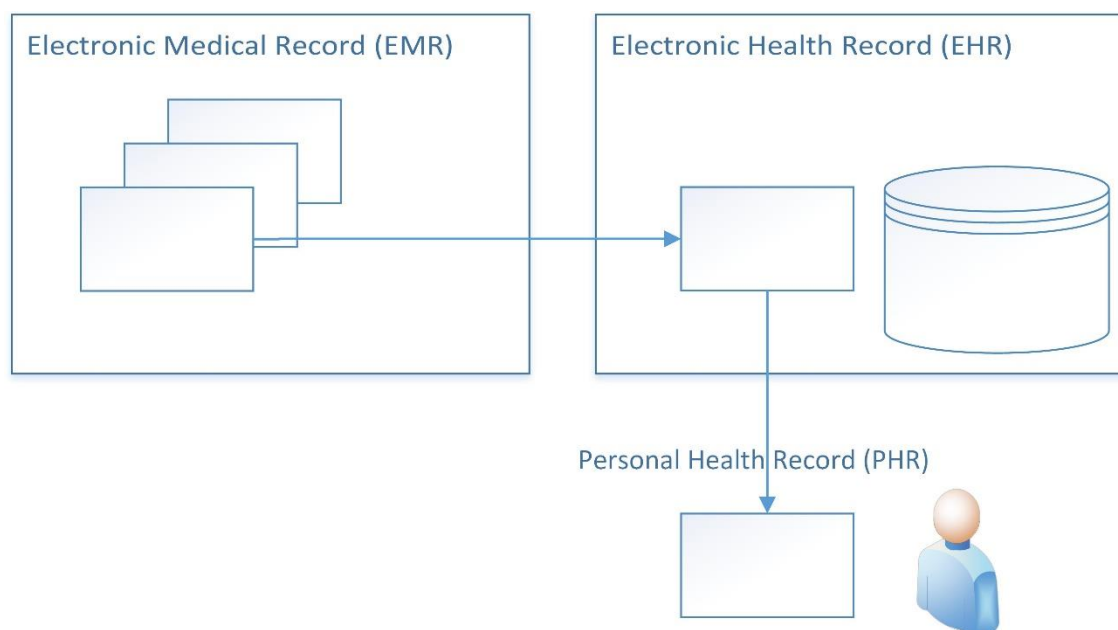 Electronic Medical Record (EMR)
Electronic Health Record (EHR)
Personal Health Record (PHR)